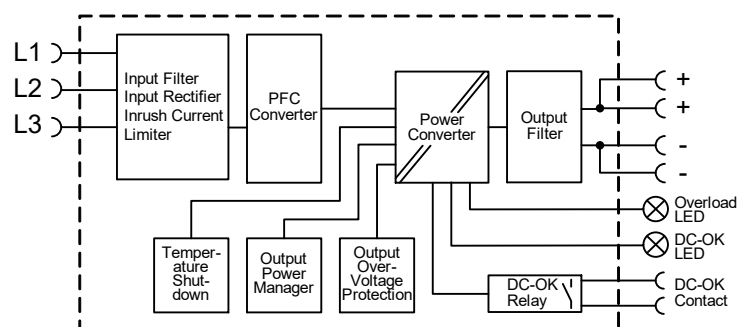 L1
L2
L3
Input Filter
Input Rectifier
Inrush Current
Limiter
PFC
Converter
Power
Converter
Output
Filter
+
+
-
-
Overload
LED
DC-OK
LED
Temper-
ature
Shut-
down
Output
Power
Manager
Output
Over-
Voltage
Protection
DC-OK
Relay
DC-OK
Contact